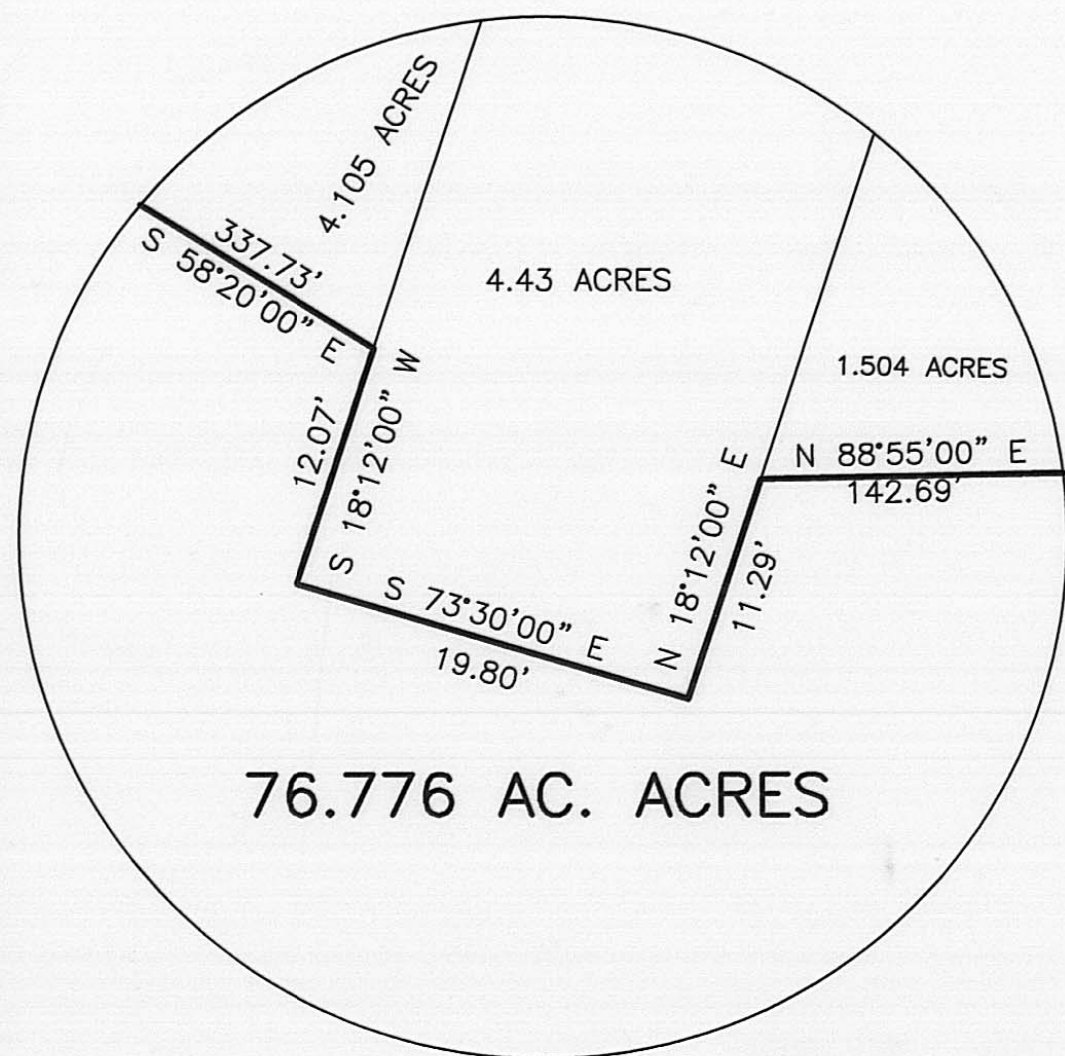 4.105 ACRES
337.73'
S 58°20'00" E
4.43 ACRES
12.07'
S 18°12'00" W
1.504 ACRES
N 88°55'00" E
142.69'
N 18°12'00" E
11.29'
S 73°30'00" E
19.80'
76.776 AC. ACRES